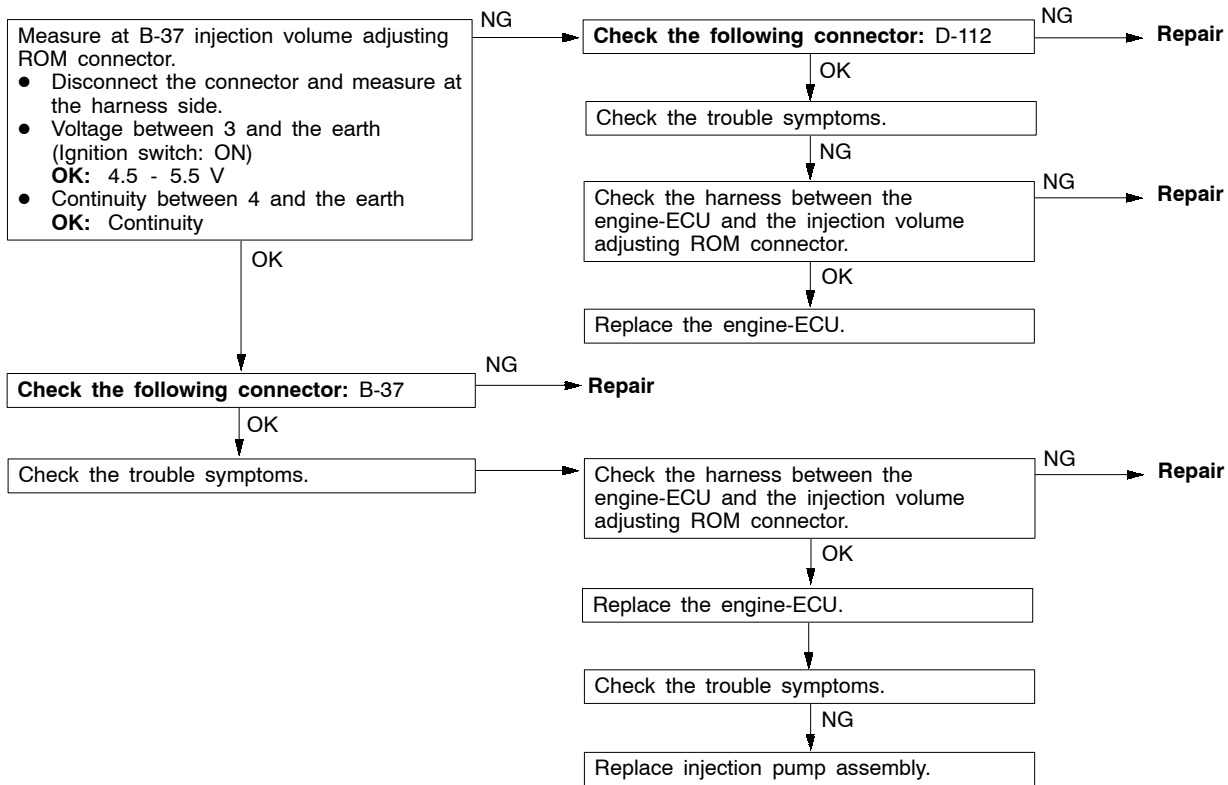 Measure at B-37 injection volume adjusting
ROM connector.
● Disconnect the connector and measure at
the harness side.
● Voltage between 3 and the earth
(Ignition switch: ON)
OK: 4.5 - 5.5 V
● Continuity between 4 and the earth
OK: Continuity
NG
Check the following connector: D-112
NG
Repair
OK
Check the trouble symptoms.
NG
Check the harness between the
engine-ECU and the injection volume
adjusting ROM connector.
NG
Repair
OK
Replace the engine-ECU.
OK
Check the following connector: B-37
NG
Repair
OK
Check the trouble symptoms.
Check the harness between the
engine-ECU and the injection volume
adjusting ROM connector.
NG
Repair
OK
Replace the engine-ECU.
Check the trouble symptoms.
NG
Replace injection pump assembly.